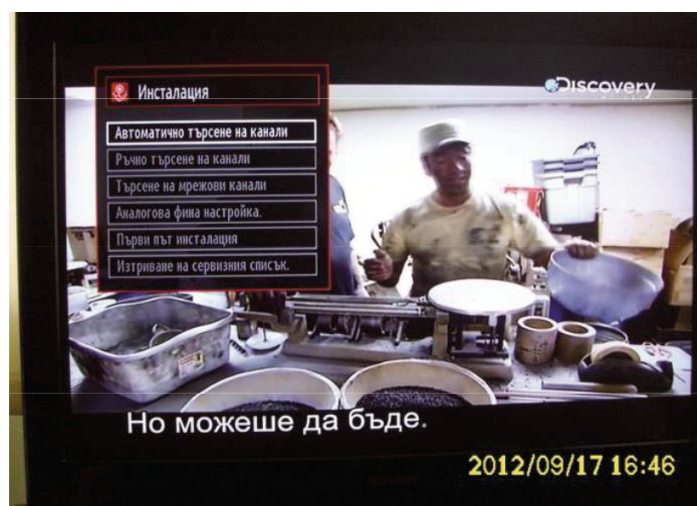 Инсталация
Discovery
Автоматично търсене на канали
Ръчно търсене на канали
Търсене на мрежови канали
Аналогова фина настройка.
Първи път инсталация
Изтриване на сервизния списък.
Но можеше да бъде.
2012/09/17 16:46